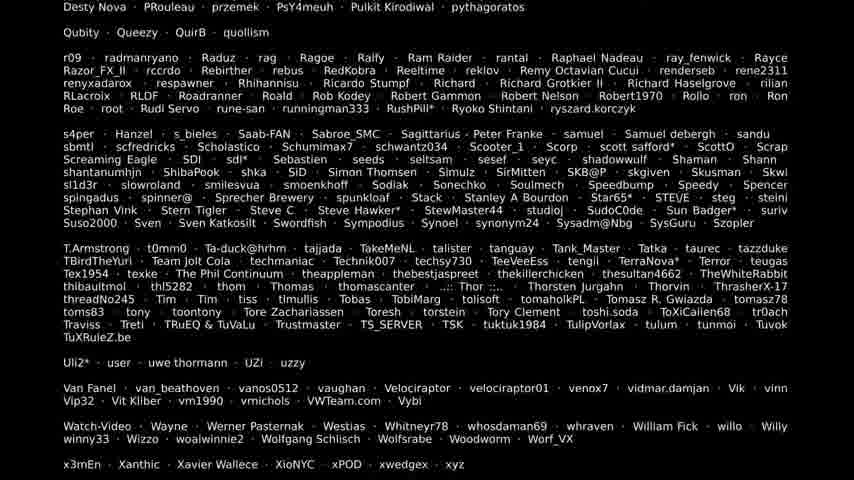 Desty Nova · PRouleau · przemek · PsY4meuh · Pulkit Kirodiwal · pythagoratos
Qubity · Queezy · QuirB · quollism
r09 · radmanryouno · Raduz · rag · Ragoe · Ralfy · Ram Raider · rantal · Raphael Nadeau · ray_fenwick · Rayce
Razor_FX_II · rccrdo · Rebirther · rebus · RedKobra · Reeltime · reklov · Remy Octavian Cucui · renderseb · rene2311
renyxadarox · respawner · Rhihannisu · Ricardo Stumpf · Richard · Richard Grotkier II · Richard Haselgrove · rilian
RLacroix · RLDF · Roadranner · Roald · Rob Kodey · Robert Gammon · Robert Nelson · Robert1970 · Rollo · ron · Ron
Roe · root · Rudi Servo · rune-san · runningman333 · RushPill* · Ryoko Shintani · ryszard.korczyk
s4per · Hanzel · s_bieles · Saab-FAN · Sabroe_SMC · Sagittarius - Peter Franke · samuel · Samuel debergh · sandu
sbmtl · scfredricks · Scholastico · Schumimax7 · schwantz034 · Scooter_1 · Scorp · scott safford* · ScottO · Scrap
Screaming Eagle · SDI · sdl* · Sebastien · seeds · seltsam · sesef · seyc · shadowwulf · Shaman · Shann
shantanumhjn · ShibaPook · shka · SiD · Simon Thomsen · Simulz · SirMitten · SKB@P · skgiven · Skusman · Skwl
sl1d3r · slowroland · smilesvua · smoenkhoff · Sodiak · Sonechko · Soulmech · Speedbump · Speedy · Spencer
spingadus · spinner@ · Sprecher Brewery · spunkloaf · Stack · Stanley A Bourdon · Star65* · STE\/E · steg · steini
Stephan Vink · Stern Tigler · Steve C · Steve Hawker* · StewMaster44 · studioj · SudoC0de · Sun Badger* · suriv
Suso2000 · Sven · Sven Katkosilt · Swordfish · Sympodius · Synoel · synonym24 · Sysadm@Nbg · SysGuru · Szopler
T.Armstrong · t0mm0 · Ta-duck@hrhm · tajjada · TakeMeNL · talister · tanguay · Tank_Master · Tatka · taurec · tazzduke
TBirdTheYuri · Team Jolt Cola · techmaniac · Technik007 · techsy730 · TeeVeeEss · tengii · TerraNova* · Terror · teugas
Tex1954 · texke · The Phil Continuum · theappleman · thebestjaspreet · thekillerchicken · thesultan4662 · TheWhiteRabbit
thibaultmol · thl5282 · thom · Thomas · thomascanter · ..:: Thor ::.. · Thorsten Jurgahn · Thorvin · ThrasherX-17
threadNo245 · Tim · Tim · tiss · tlmullis · Tobas · TobiMarg · tolisoft · tomaholkPL · Tomasz R. Gwiazda · tomasz78
toms83 · tony · toontony · Tore Zachariassen · Toresh · torstein · Tory Clement · toshi.soda · ToXiCaiien68 · tr0ach
Traviss · Treti · TRuEQ & TuVaLu · Trustmaster · TS_SERVER · TSK · tuktuk1984 · TulipVorlax · tulum · tunmoi · Tuvok
TuXRuleZ.be
Uli2* · user · uwe thormann · UZi · uzzy
Van Fanel · van_beathoven · vanos0512 · vaughan · Velociraptor · velociraptor01 · venox7 · vidmar.damjan · Vik · vinn
Vip32 · Vit Kliber · vm1990 · vmichols · VWTeam.com · Vybi
Watch-Video · Wayne · Werner Pasternak · Westias · Whitneyr78 · whosdaman69 · whraven · William Fick · willo · Willy
winny33 · Wizzo · woalwinnie2 · Wolfgang Schlisch · Wolfsrabe · Woodworm · Worf_VX
x3mEn · Xanthic · Xavier Wallece · XioNYC · xPOD · xwedgex · xyz